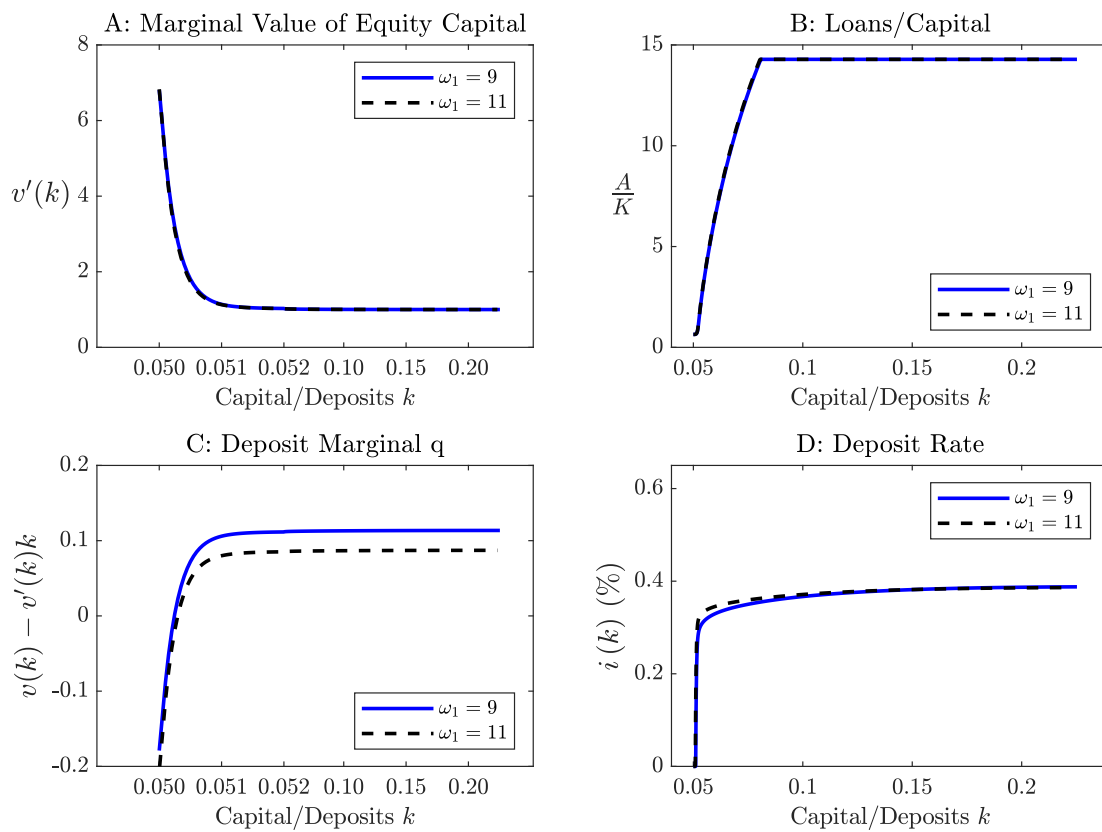 A: Marginal Value of Equity Capital
8
6
4
2
0
v′(k)
ω₁ = 9
ω₁ = 11
0.050 0.051 0.052 0.10 0.15 0.20
Capital/Deposits k
B: Loans/Capital
15
10
5
0
A/K
ω₁ = 9
ω₁ = 11
0.05 0.1 0.15 0.2
Capital/Deposits k
C: Deposit Marginal q
0.2
0.1
0
-0.1
-0.2
v(k) − v′(k)k
ω₁ = 9
ω₁ = 11
0.050 0.051 0.052 0.10 0.15 0.20
Capital/Deposits k
D: Deposit Rate
0.6
0.4
0.2
0
i(k) (%)
ω₁ = 9
ω₁ = 11
0.05 0.1 0.15 0.2
Capital/Deposits k